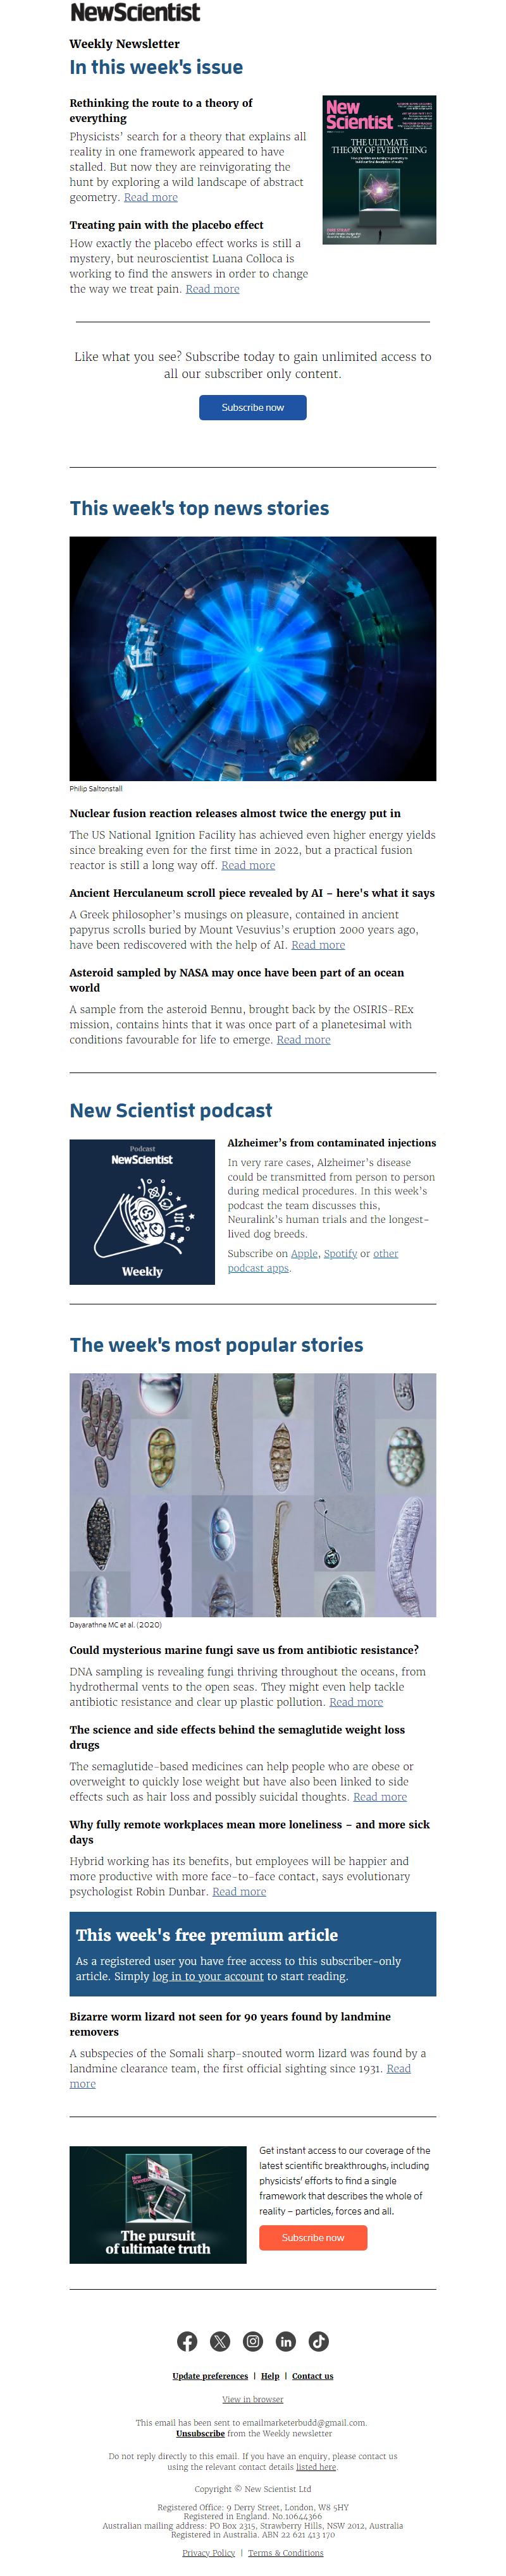 NewScientist
Weekly Newsletter
In this week's issue
Rethinking the route to a theory of
everything
Physicists' search for a theory that explains all
reality in one framework appeared to have
stalled. But now they are reinvigorating the
hunt by exploring a wild landscape of abstract
geometry. Read more
New
Scientist
THE ULTIMATE
THEORY OF EVERYTHING
Treating pain with the placebo effect
How exactly the placebo effect works is still a
mystery, but neuroscientist Luana Colloca is
working to find the answers in order to change
the way we treat pain. Read more
Like what you see? Subscribe today to gain unlimited access to
all our subscriber only content.
Subscribe now
This week's top news stories
Philip Saltonstall
Nuclear fusion reaction releases almost twice the energy put in
The US National Ignition Facility has achieved even higher energy yields
since breaking even for the first time in 2022, but a practical fusion
reactor is still a long way off. Read more
Ancient Herculaneum scroll piece revealed by AI – here's what it says
A Greek philosopher's musings on pleasure, contained in ancient
papyrus scrolls buried by Mount Vesuvius's eruption 2000 years ago,
have been rediscovered with the help of AI. Read more
Asteroid sampled by NASA may once have been part of an ocean
world
A sample from the asteroid Bennu, brought back by the OSIRIS-REx
mission, contains hints that it was once part of a planetesimal with
conditions favourable for life to emerge. Read more
New Scientist podcast
Podcast
NewScientist
Weekly
Alzheimer's from contaminated injections
In very rare cases, Alzheimer's disease
could be transmitted from person to person
during medical procedures. In this week's
podcast the team discusses this,
Neuralink's human trials and the longest-
lived dog breeds.
Subscribe on Apple, Spotify or other
podcast apps.
The week's most popular stories
Dayarathne MC et al. (2020)
Could mysterious marine fungi save us from antibiotic resistance?
DNA sampling is revealing fungi thriving throughout the oceans, from
hydrothermal vents to the open seas. They might even help tackle
antibiotic resistance and clear up plastic pollution. Read more
The science and side effects behind the semaglutide weight loss
drugs
The semaglutide-based medicines can help people who are obese or
overweight to quickly lose weight but have also been linked to side
effects such as hair loss and possibly suicidal thoughts. Read more
Why fully remote workplaces mean more loneliness – and more sick
days
Hybrid working has its benefits, but employees will be happier and
more productive with more face-to-face contact, says evolutionary
psychologist Robin Dunbar. Read more
This week's free premium article
As a registered user you have free access to this subscriber-only
article. Simply log in to your account to start reading.
Bizarre worm lizard not seen for 90 years found by landmine
removers
A subspecies of the Somali sharp-snouted worm lizard was found by a
landmine clearance team, the first official sighting since 1931. Read
more
The pursuit
of ultimate truth
Get instant access to our coverage of the
latest scientific breakthroughs, including
physicists' efforts to find a single
framework that describes the whole of
reality – particles, forces and all.
Subscribe now
Update preferences | Help | Contact us
View in browser
This email has been sent to emailmarketerbudd@gmail.com.
Unsubscribe from the Weekly newsletter
Do not reply directly to this email. If you have an enquiry, please contact us
using the relevant contact details listed here.
Copyright © New Scientist Ltd
Registered Office: 9 Derry Street, London, W8 5HY
Registered in England. No.10644366
Australian mailing address: PO Box 2315, Strawberry Hills, NSW 2012, Australia
Registered in Australia. ABN 22 621 413 170
Privacy Policy | Terms & Conditions